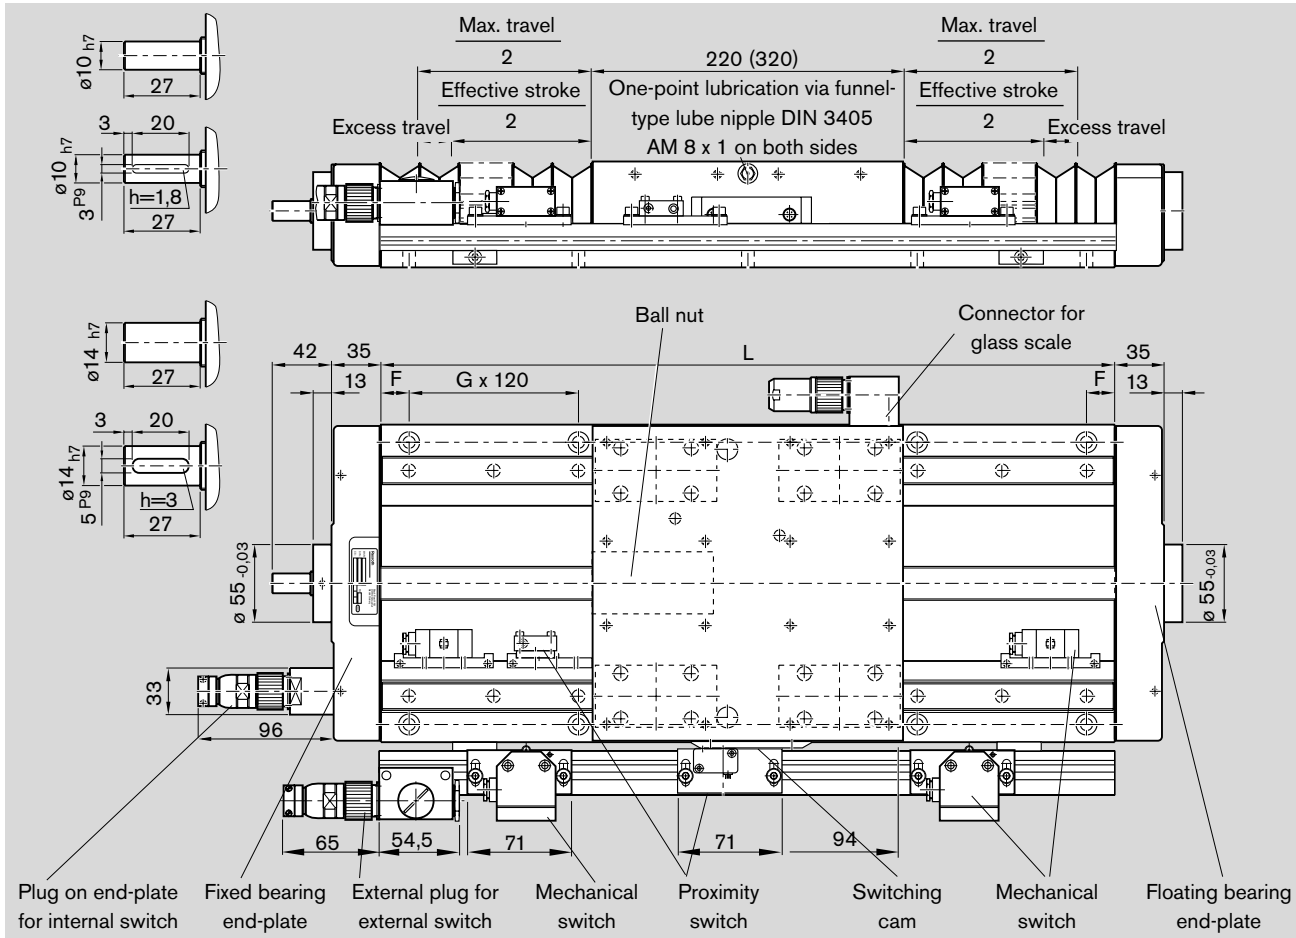 Max. travel
2
220 (320)
Max. travel
2
Effective stroke
2
One-point lubrication via funnel-
type lube nipple DIN 3405
AM 8 x 1 on both sides
Effective stroke
2
Excess travel
Excess travel
ø10 h7
27
3
20
ø10 h7
3 P9
h=1,8
27
ø14 h7
27
3
20
ø14 h7
5 P9
h=3
27
Ball nut
Connector for
glass scale
42
35
L
35
13
F
G x 120
F
13
ø 55 -0,03
ø 55 -0,03
33
96
65
54,5
71
71
94
Plug on end-plate
for internal switch
Fixed bearing
end-plate
External plug for
external switch
Mechanical
switch
Proximity
switch
Switching
cam
Mechanical
switch
Floating bearing
end-plate